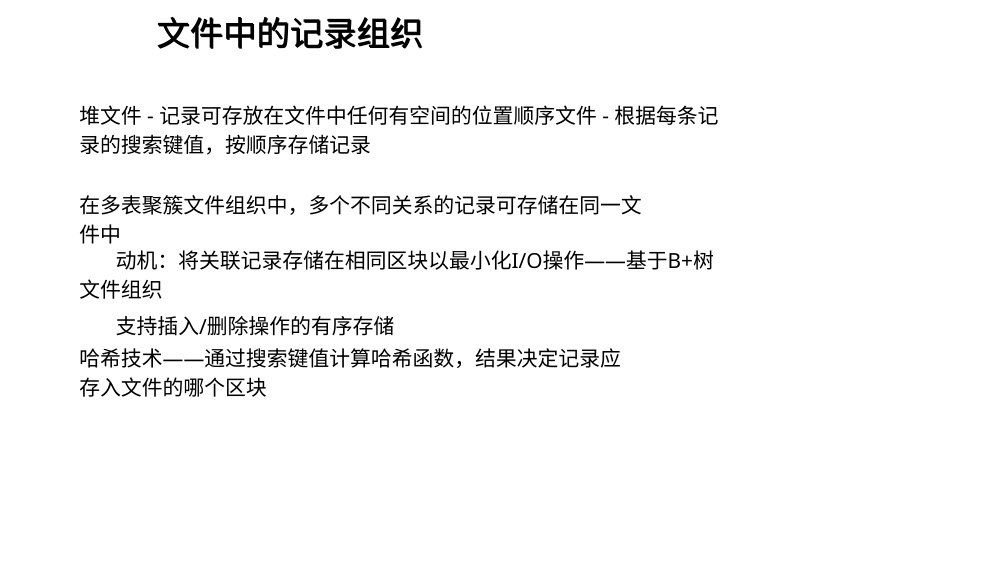 文件中的记录组织
堆文件 - 记录可存放在文件中任何有空间的位置顺序文件 - 根据每条记
录的搜索键值，按顺序存储记录
在多表聚簇文件组织中，多个不同关系的记录可存储在同一文
件中
动机：将关联记录存储在相同区块以最小化I/O操作——基于B+树
文件组织
支持插入/删除操作的有序存储
哈希技术——通过搜索键值计算哈希函数，结果决定记录应
存入文件的哪个区块